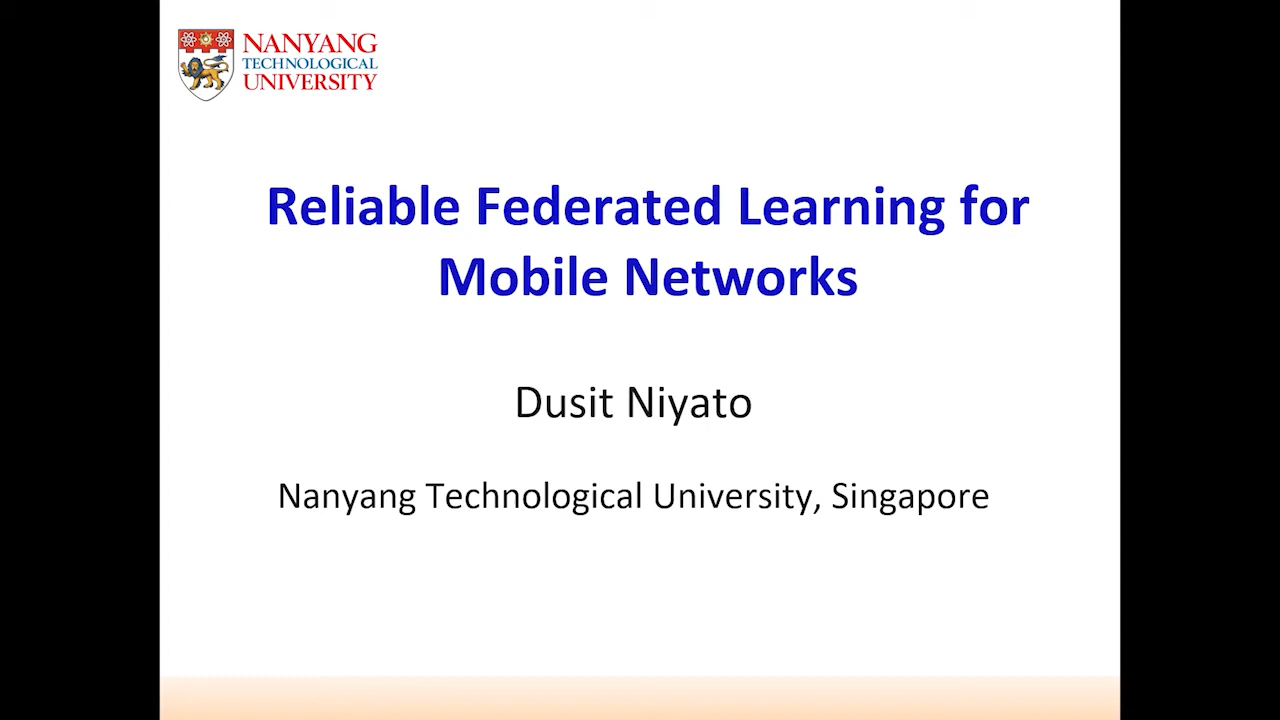 NANYANG
TECHNOLOGICAL
UNIVERSITY
Reliable Federated Learning for
Mobile Networks
Dusit Niyato
Nanyang Technological University, Singapore